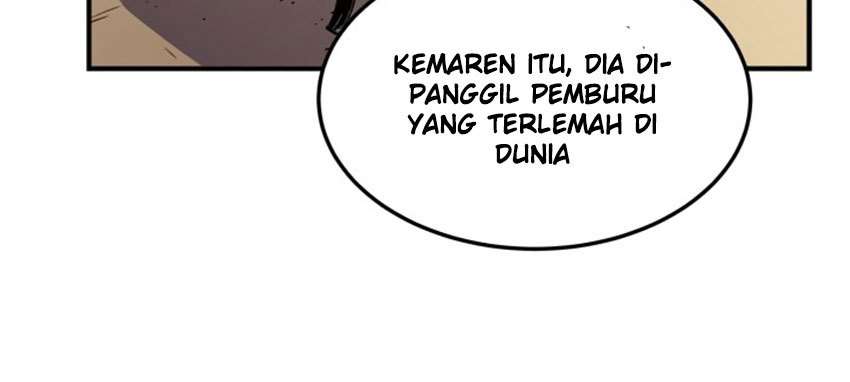 KEMAREN ITU, DIA DI-
PANGGIL PEMBURU
YANG TERLEMAH DI
DUNIA